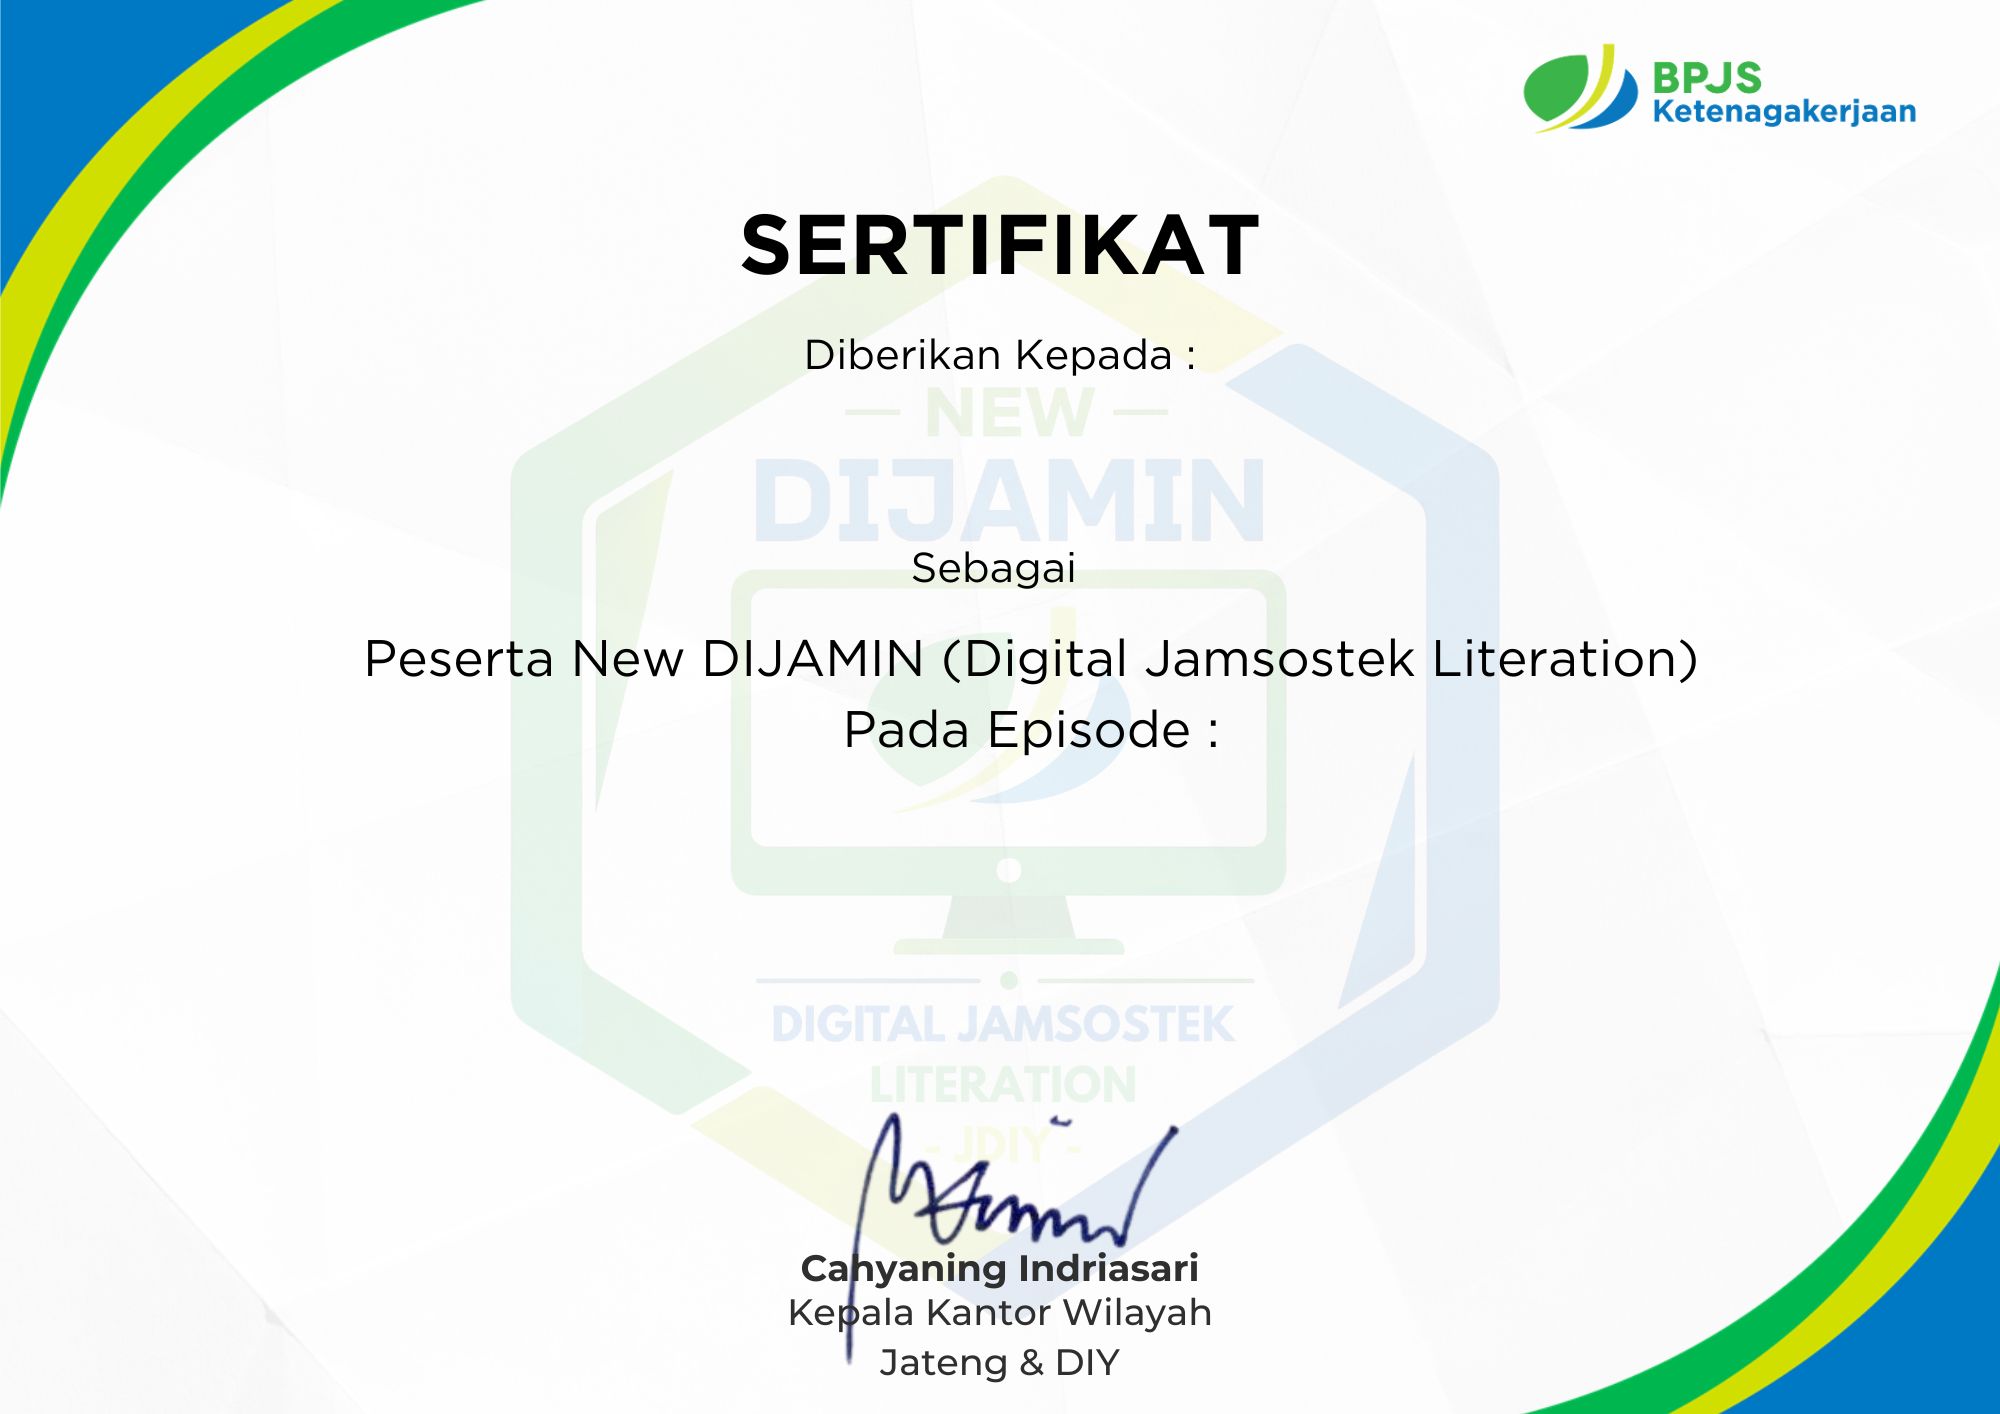 BPJS
Ketenagakerjaan
SERTIFIKAT
Diberikan Kepada :
NEW
DIJAMIN
Sebagai
Peserta New DIJAMIN (Digital Jamsostek Literation)
Pada Episode :
DIGITAL JAMSOSTEK
LITERATION
- JDIY -
Cahyaning Indriasari
Kepala Kantor Wilayah
Jateng & DIY